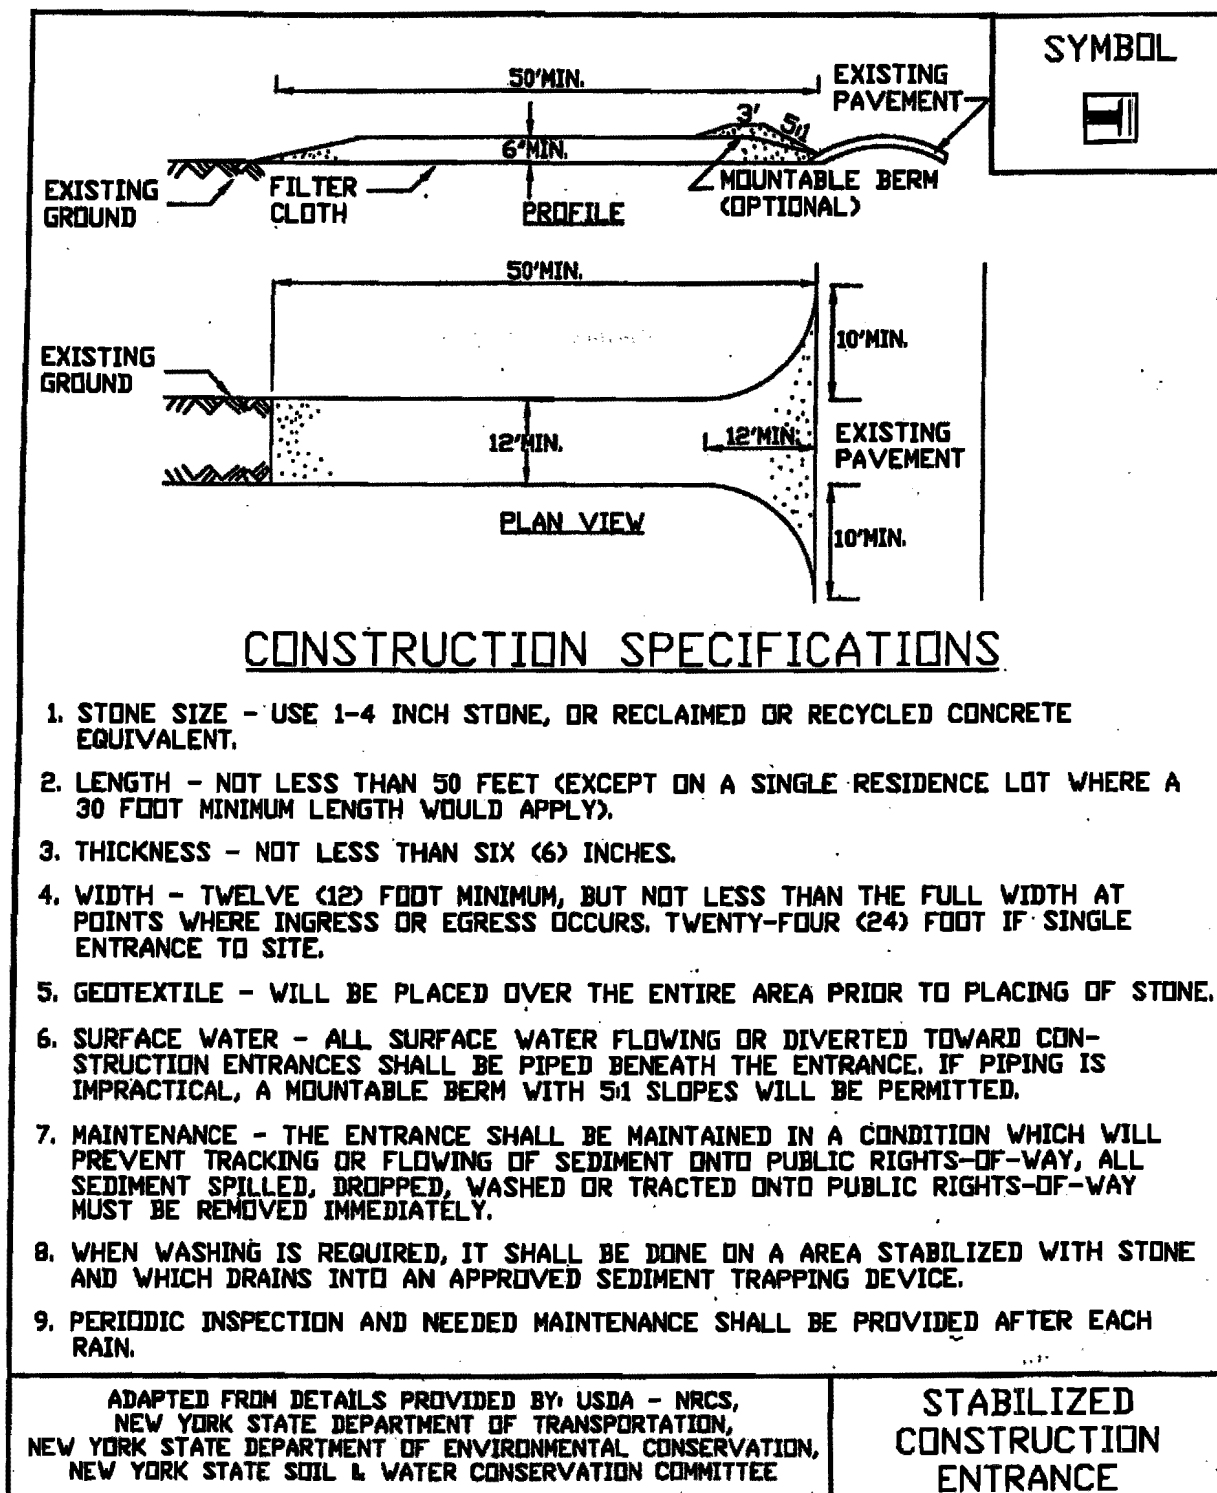 SYMBOL
50'MIN.
EXISTING
PAVEMENT
3'
5:1
6"MIN.
EXISTING
GROUND
FILTER
CLOTH
PROFILE
MOUNTABLE BERM
(OPTIONAL)
50'MIN.
10'MIN.
EXISTING
GROUND
12'MIN.
12'MIN.
EXISTING
PAVEMENT
PLAN VIEW
10'MIN.
CONSTRUCTION SPECIFICATIONS
1. STONE SIZE - USE 1-4 INCH STONE, OR RECLAIMED OR RECYCLED CONCRETE
EQUIVALENT.
2. LENGTH - NOT LESS THAN 50 FEET (EXCEPT ON A SINGLE RESIDENCE LOT WHERE A
30 FOOT MINIMUM LENGTH WOULD APPLY).
3. THICKNESS - NOT LESS THAN SIX (6) INCHES.
4. WIDTH - TWELVE (12) FOOT MINIMUM, BUT NOT LESS THAN THE FULL WIDTH AT
POINTS WHERE INGRESS OR EGRESS OCCURS. TWENTY-FOUR (24) FOOT IF SINGLE
ENTRANCE TO SITE.
5. GEOTEXTILE - WILL BE PLACED OVER THE ENTIRE AREA PRIOR TO PLACING OF STONE.
6. SURFACE WATER - ALL SURFACE WATER FLOWING OR DIVERTED TOWARD CON-
STRUCTION ENTRANCES SHALL BE PIPED BENEATH THE ENTRANCE. IF PIPING IS
IMPRACTICAL, A MOUNTABLE BERM WITH 5:1 SLOPES WILL BE PERMITTED.
7. MAINTENANCE - THE ENTRANCE SHALL BE MAINTAINED IN A CONDITION WHICH WILL
PREVENT TRACKING OR FLOWING OF SEDIMENT ONTO PUBLIC RIGHTS-OF-WAY, ALL
SEDIMENT SPILLED, DROPPED, WASHED OR TRACTED ONTO PUBLIC RIGHTS-OF-WAY
MUST BE REMOVED IMMEDIATELY.
8. WHEN WASHING IS REQUIRED, IT SHALL BE DONE ON A AREA STABILIZED WITH STONE
AND WHICH DRAINS INTO AN APPROVED SEDIMENT TRAPPING DEVICE.
9. PERIODIC INSPECTION AND NEEDED MAINTENANCE SHALL BE PROVIDED AFTER EACH
RAIN.
ADAPTED FROM DETAILS PROVIDED BY: USDA - NRCS,
NEW YORK STATE DEPARTMENT OF TRANSPORTATION,
NEW YORK STATE DEPARTMENT OF ENVIRONMENTAL CONSERVATION,
NEW YORK STATE SOIL & WATER CONSERVATION COMMITTEE
STABILIZED
CONSTRUCTION
ENTRANCE